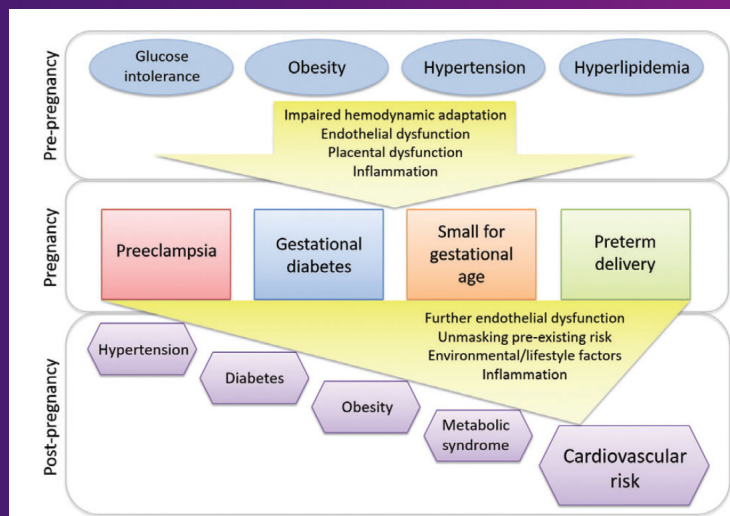 Pre-pregnancy
Glucose
intolerance
Obesity
Hypertension
Hyperlipidemia
Impaired hemodynamic adaptation
Endothelial dysfunction
Placental dysfunction
Inflammation
Pregnancy
Preeclampsia
Gestational
diabetes
Small for
gestational
age
Preterm
delivery
Post-pregnancy
Further endothelial dysfunction
Unmasking pre-existing risk
Environmental/lifestyle factors
Inflammation
Hypertension
Diabetes
Obesity
Metabolic
syndrome
Cardiovascular
risk